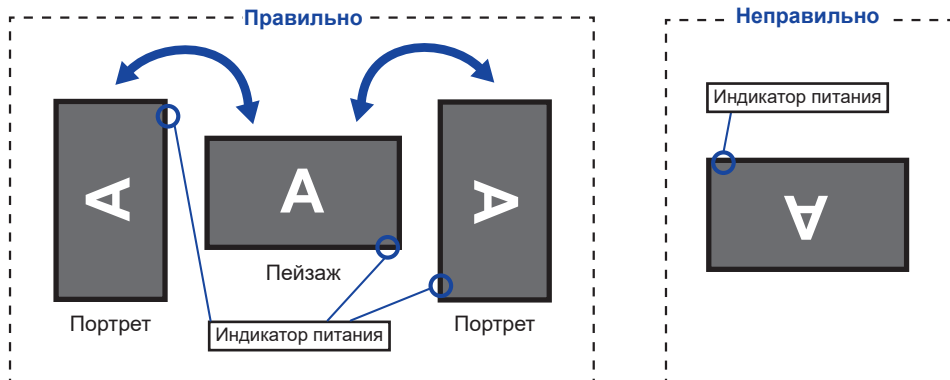 Правильно
Неправильно
Индикатор питания
A
A
A
A
Пейзаж
Портрет
Индикатор питания
Портрет